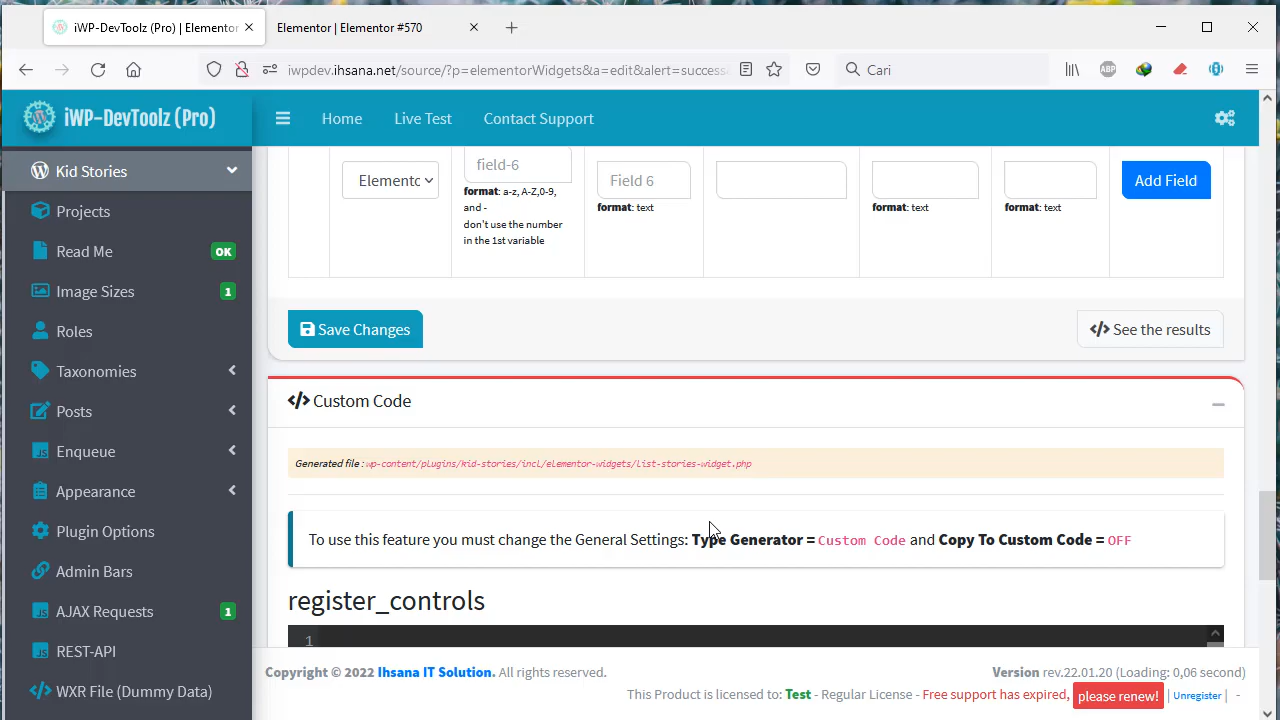 iWP-DevToolz (Pro) | Elementor
Elementor | Elementor #570
iwpdev.ihsana.net/source/?p=elementorWidgets&a=edit&alert=success
Cari
ABP
iWP-DevToolz (Pro)
Home
Live Test
Contact Support
Kid Stories
Projects
Read Me
OK
Image Sizes
1
Roles
Taxonomies
Posts
Enqueue
Appearance
Plugin Options
Admin Bars
AJAX Requests
1
REST-API
WXR File (Dummy Data)
Elementc
field-6
format: a-z, A-Z,0-9,
and -
don't use the number
in the 1st variable
Field 6
format: text
format: text
format: text
Add Field
Save Changes
See the results
Custom Code
Generated file : wp-content/plugins/kid-stories/incl/elementor-widgets/list-stories-widget.php
To use this feature you must change the General Settings: Type Generator = Custom Code and Copy To Custom Code = OFF
register_controls
1
Copyright © 2022 Ihsana IT Solution. All rights reserved.
Version rev.22.01.20 (Loading: 0,06 second)
This Product is licensed to: Test - Regular License - Free support has expired, please renew! | Unregister | -